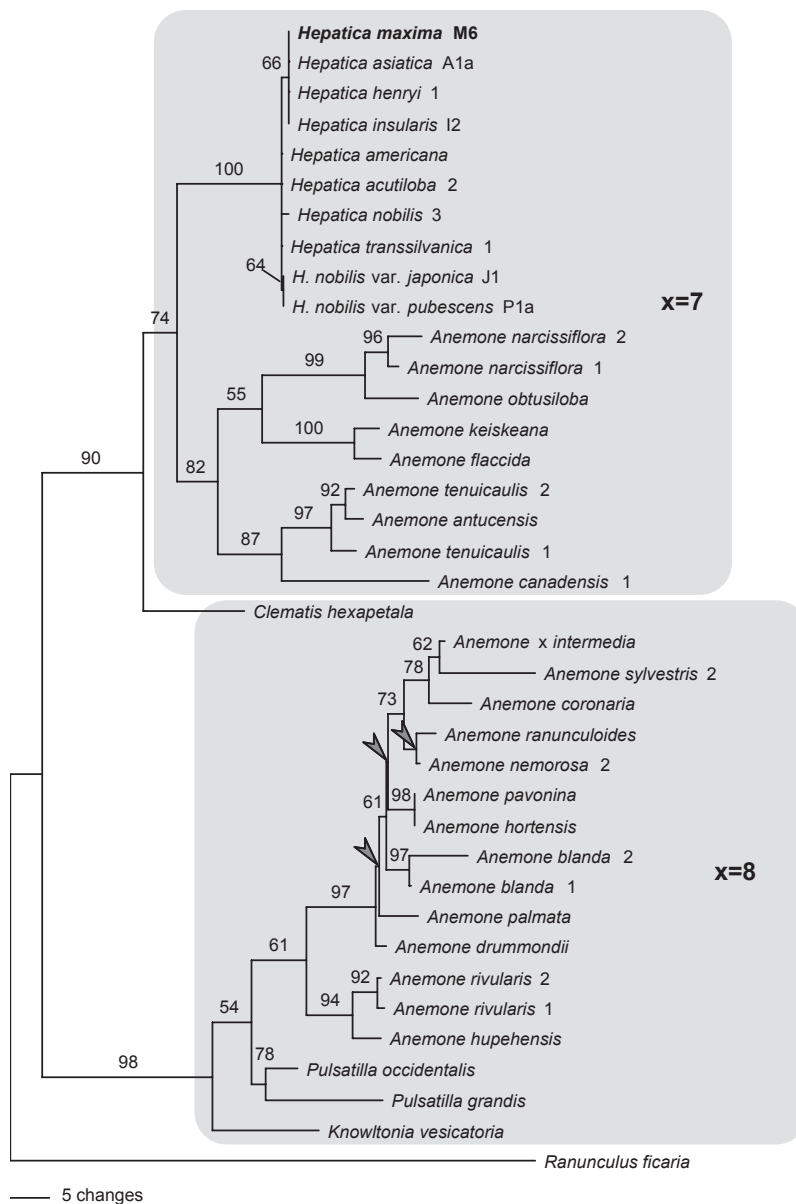 Hepatica maxima M6
66
Hepatica asiatica A1a
Hepatica henryi 1
Hepatica insularis I2
Hepatica americana
100
Hepatica acutiloba 2
Hepatica nobilis 3
Hepatica transsilvanica 1
64
H. nobilis var. japonica J1
H. nobilis var. pubescens P1a
x=7
74
96
Anemone narcissiflora 2
99
Anemone narcissiflora 1
55
Anemone obtusiloba
100
Anemone keiskeana
90
Anemone flaccida
82
92
Anemone tenuicaulis 2
97
Anemone antucensis
87
Anemone tenuicaulis 1
Anemone canadensis 1
Clematis hexapetala
62
Anemone x intermedia
78
Anemone sylvestris 2
73
Anemone coronaria
Anemone ranunculoides
Anemone nemorosa 2
61
98
Anemone pavonina
Anemone hortensis
97
Anemone blanda 2
x=8
97
Anemone blanda 1
Anemone palmata
61
Anemone drummondii
92
Anemone rivularis 2
54
94
Anemone rivularis 1
Anemone hupehensis
78
98
Pulsatilla occidentalis
Pulsatilla grandis
Knowltonia vesicatoria
Ranunculus ficaria
5 changes